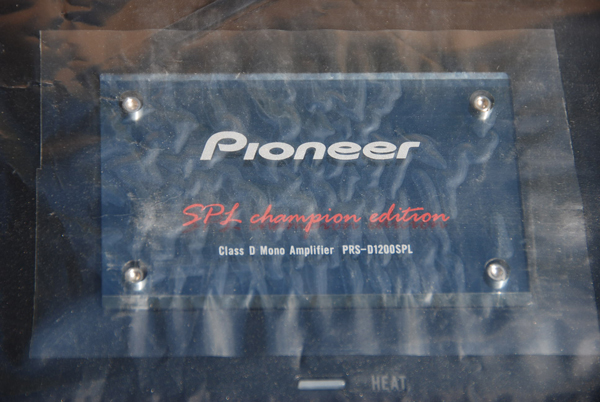 Pioneer
SPL champion edition
Class D Mono Amplifier PRS-D1200SPL
HEAT